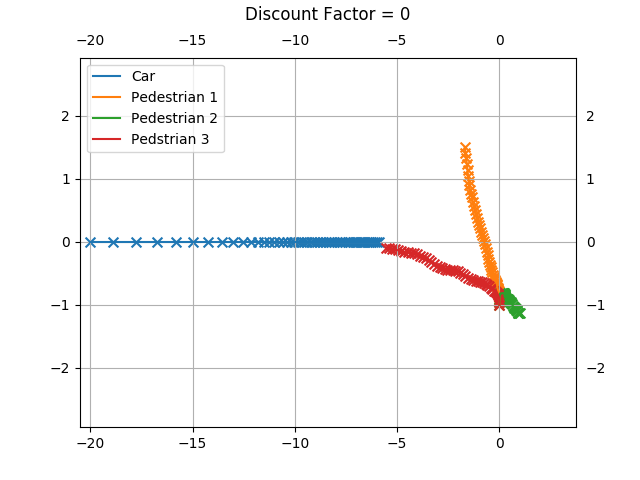 Discount Factor = 0
−20 −15 −10 −5 0
Car
Pedestrian 1
Pedestrian 2
Pedstrian 3
2 2
1 1
0 0
−1 −1
−2 −2
−20 −15 −10 −5 0